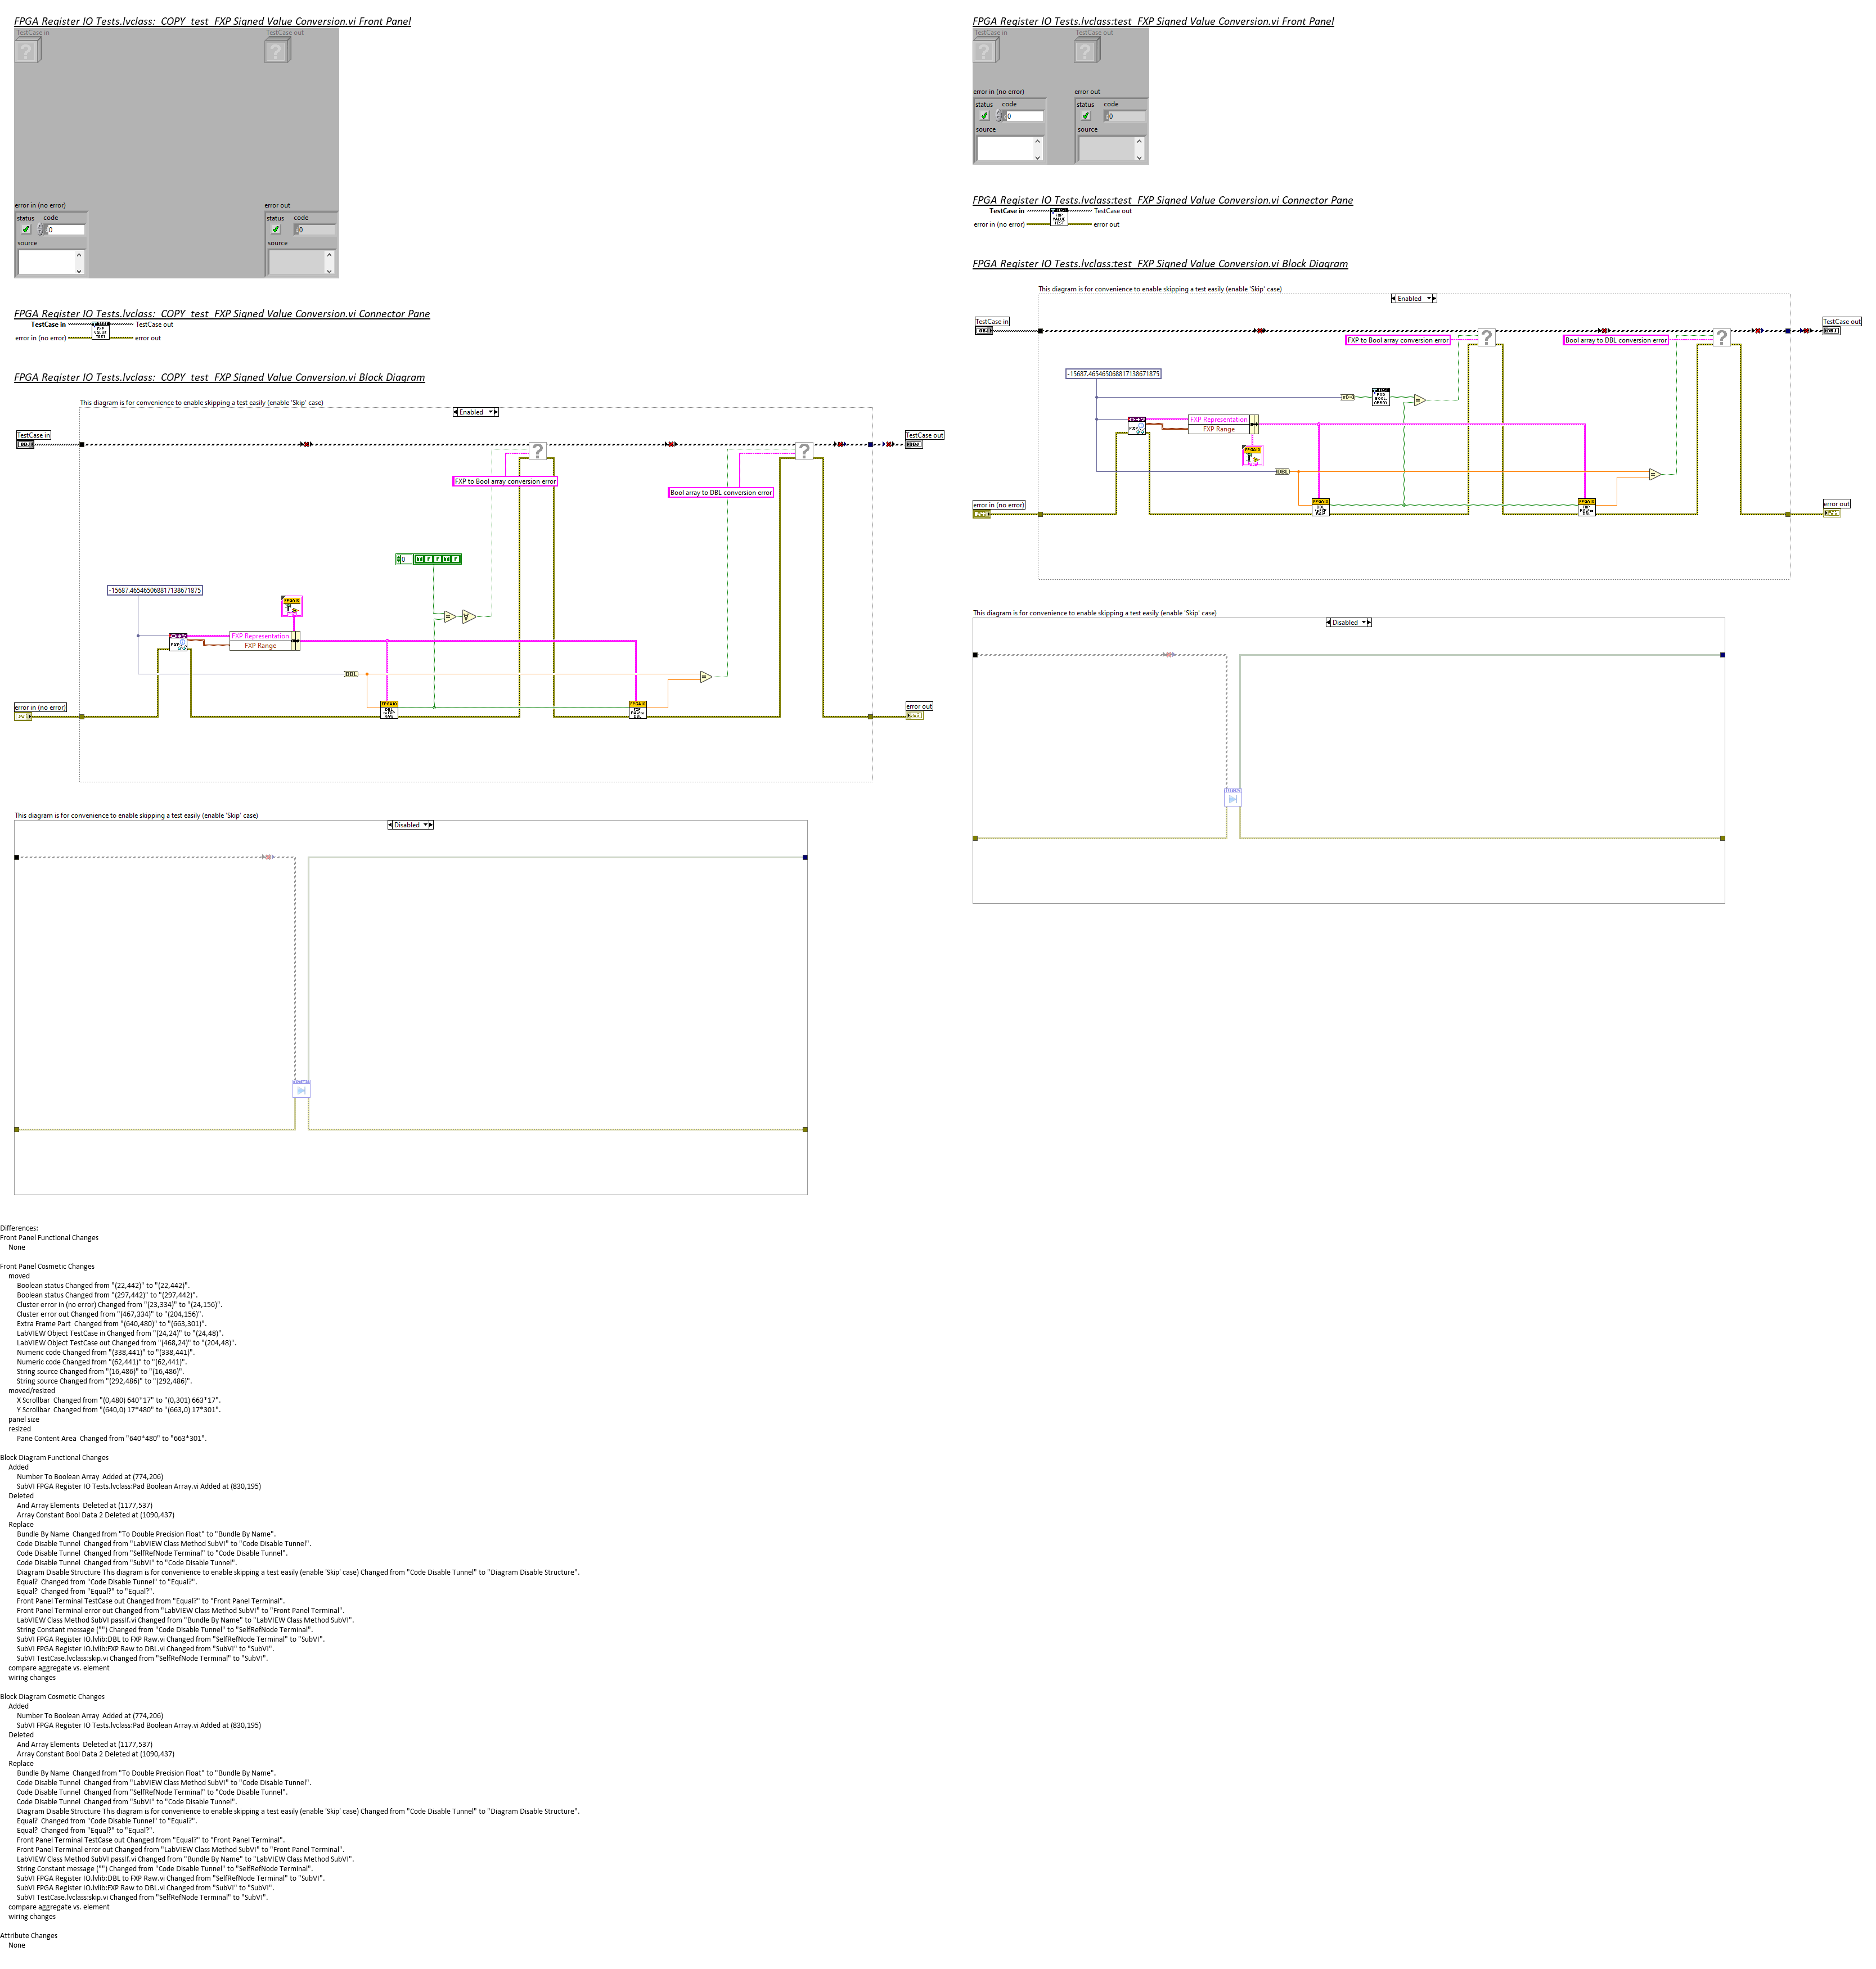 FPGA Register IO Tests.lvclass:_COPY_test_FXP Signed Value Conversion.vi Front Panel
TestCase in
TestCase out
error in (no error)
error out
status code
status code
0
0
source
source
FPGA Register IO Tests.lvclass:_COPY_test_FXP Signed Value Conversion.vi Connector Pane
TestCase in
TEST
FXP
VALUE
TEST
TestCase out
error in (no error)
error out
FPGA Register IO Tests.lvclass:_COPY_test_FXP Signed Value Conversion.vi Block Diagram
This diagram is for convenience to enable skipping a test easily (enable 'Skip' case)
Enabled
TestCase in
TestCase out
OBJ
OBJ
FXP to Bool array conversion error
Bool array to DBL conversion error
0
-15687.465465068817138671875
FPGAIO
FXP Representation
FXP Range
DBL
error in (no error)
error out
This diagram is for convenience to enable skipping a test easily (enable 'Skip' case)
Disabled
Differences:
Front Panel Functional Changes
None
Front Panel Cosmetic Changes
moved
Boolean status Changed from "(22,442)" to "(22,442)".
Boolean status Changed from "(297,442)" to "(297,442)".
Cluster error in (no error) Changed from "(23,334)" to "(24,156)".
Cluster error out Changed from "(467,334)" to "(204,156)".
Extra Frame Part  Changed from "(640,480)" to "(663,301)".
LabVIEW Object TestCase in Changed from "(24,24)" to "(24,48)".
LabVIEW Object TestCase out Changed from "(468,24)" to "(204,48)".
Numeric code Changed from "(338,441)" to "(338,441)".
Numeric code Changed from "(62,441)" to "(62,441)".
String source Changed from "(16,486)" to "(16,486)".
String source Changed from "(292,486)" to "(292,486)".
moved/resized
X Scrollbar  Changed from "(0,480) 640*17" to "(0,301) 663*17".
Y Scrollbar  Changed from "(640,0) 17*480" to "(663,0) 17*301".
panel size
resized
Pane Content Area  Changed from "640*480" to "663*301".
Block Diagram Functional Changes
Added
Number To Boolean Array  Added at (774,206)
SubVI FPGA Register IO Tests.lvclass:Pad Boolean Array.vi Added at (830,195)
Deleted
And Array Elements  Deleted at (1177,537)
Array Constant Bool Data 2 Deleted at (1090,437)
Replace
Bundle By Name  Changed from "To Double Precision Float" to "Bundle By Name".
Code Disable Tunnel  Changed from "LabVIEW Class Method SubVI" to "Code Disable Tunnel".
Code Disable Tunnel  Changed from "SelfRefNode Terminal" to "Code Disable Tunnel".
Code Disable Tunnel  Changed from "SubVI" to "Code Disable Tunnel".
Diagram Disable Structure This diagram is for convenience to enable skipping a test easily (enable 'Skip' case) Changed from "Code Disable Tunnel" to "Diagram Disable Structure".
Equal?  Changed from "Code Disable Tunnel" to "Equal?".
Equal?  Changed from "Equal?" to "Equal?".
Front Panel Terminal TestCase out Changed from "Equal?" to "Front Panel Terminal".
Front Panel Terminal error out Changed from "LabVIEW Class Method SubVI" to "Front Panel Terminal".
LabVIEW Class Method SubVI passIf.vi Changed from "Bundle By Name" to "LabVIEW Class Method SubVI".
String Constant message ("") Changed from "Code Disable Tunnel" to "SelfRefNode Terminal".
SubVI FPGA Register IO.lvlib:DBL to FXP Raw.vi Changed from "SelfRefNode Terminal" to "SubVI".
SubVI FPGA Register IO.lvlib:FXP Raw to DBL.vi Changed from "SubVI" to "SubVI".
SubVI TestCase.lvclass:skip.vi Changed from "SelfRefNode Terminal" to "SubVI".
compare aggregate vs. element
wiring changes
Block Diagram Cosmetic Changes
Added
Number To Boolean Array  Added at (774,206)
SubVI FPGA Register IO Tests.lvclass:Pad Boolean Array.vi Added at (830,195)
Deleted
And Array Elements  Deleted at (1177,537)
Array Constant Bool Data 2 Deleted at (1090,437)
Replace
Bundle By Name  Changed from "To Double Precision Float" to "Bundle By Name".
Code Disable Tunnel  Changed from "LabVIEW Class Method SubVI" to "Code Disable Tunnel".
Code Disable Tunnel  Changed from "SelfRefNode Terminal" to "Code Disable Tunnel".
Code Disable Tunnel  Changed from "SubVI" to "Code Disable Tunnel".
Diagram Disable Structure This diagram is for convenience to enable skipping a test easily (enable 'Skip' case) Changed from "Code Disable Tunnel" to "Diagram Disable Structure".
Equal?  Changed from "Code Disable Tunnel" to "Equal?".
Equal?  Changed from "Equal?" to "Equal?".
Front Panel Terminal TestCase out Changed from "Equal?" to "Front Panel Terminal".
Front Panel Terminal error out Changed from "LabVIEW Class Method SubVI" to "Front Panel Terminal".
LabVIEW Class Method SubVI passIf.vi Changed from "Bundle By Name" to "LabVIEW Class Method SubVI".
String Constant message ("") Changed from "Code Disable Tunnel" to "SelfRefNode Terminal".
SubVI FPGA Register IO.lvlib:DBL to FXP Raw.vi Changed from "SelfRefNode Terminal" to "SubVI".
SubVI FPGA Register IO.lvlib:FXP Raw to DBL.vi Changed from "SubVI" to "SubVI".
SubVI TestCase.lvclass:skip.vi Changed from "SelfRefNode Terminal" to "SubVI".
compare aggregate vs. element
wiring changes
Attribute Changes
None
FPGA Register IO Tests.lvclass:test_FXP Signed Value Conversion.vi Front Panel
TestCase in
TestCase out
error in (no error)
error out
status code
status code
0
0
source
source
FPGA Register IO Tests.lvclass:test_FXP Signed Value Conversion.vi Connector Pane
TestCase in
TEST
FXP
VALUE
TEST
TestCase out
error in (no error)
error out
FPGA Register IO Tests.lvclass:test_FXP Signed Value Conversion.vi Block Diagram
This diagram is for convenience to enable skipping a test easily (enable 'Skip' case)
Enabled
TestCase in
TestCase out
OBJ
OBJ
FXP to Bool array conversion error
Bool array to DBL conversion error
-15687.465465068817138671875
TEST
PAD
BOOL
ARRAY
FXP Representation
FXP Range
FPGAIO
DBL
error in (no error)
error out
This diagram is for convenience to enable skipping a test easily (enable 'Skip' case)
Disabled